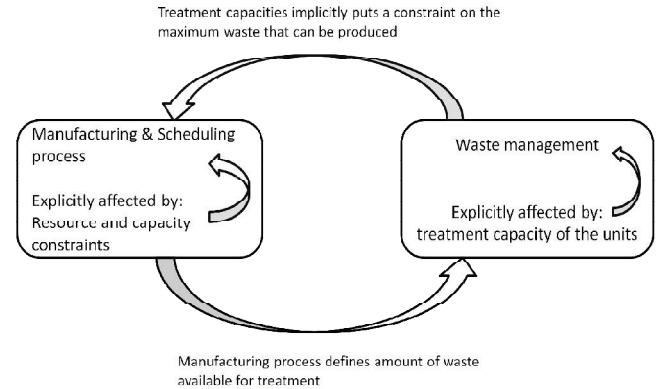 Treatment capacities implicitly puts a constraint on the
maximum waste that can be produced
Manufacturing & Scheduling
process
Explicitly affected by:
Resource and capacity
constraints
Waste management
Explicitly affected by:
treatment capacity of the units
Manufacturing process defines amount of waste
available for treatment